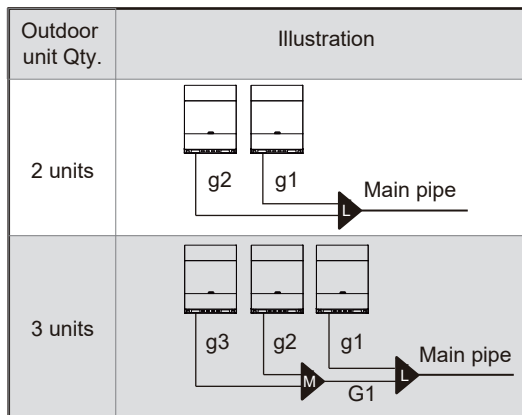 Outdoor
unit Qty.
Illustration
2 units
g2
g1
L
Main pipe
3 units
g3
g2
g1
M
G1
L
Main pipe